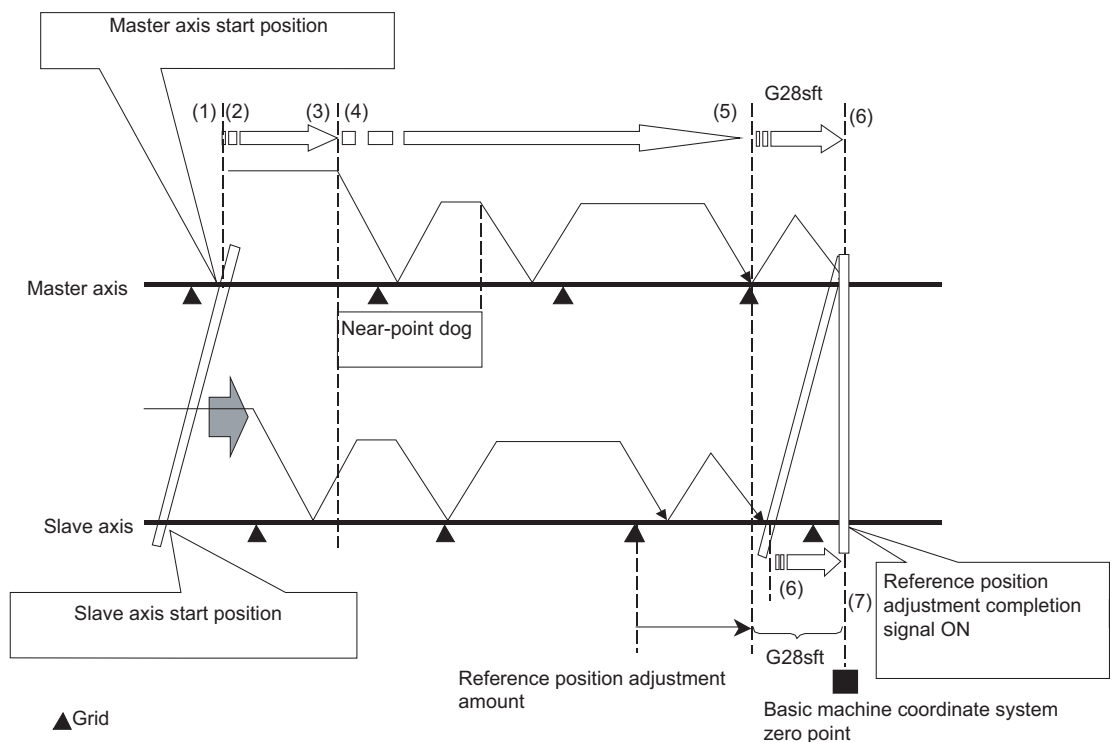 Master axis start position
G28sft
(1)
(2)
(3)
(4)
(5)
(6)
Master axis
Near-point dog
Slave axis
Slave axis start position
(6)
(7)
Reference position
adjustment completion
signal ON
G28sft
Reference position adjustment
amount
Grid
Basic machine coordinate system
zero point